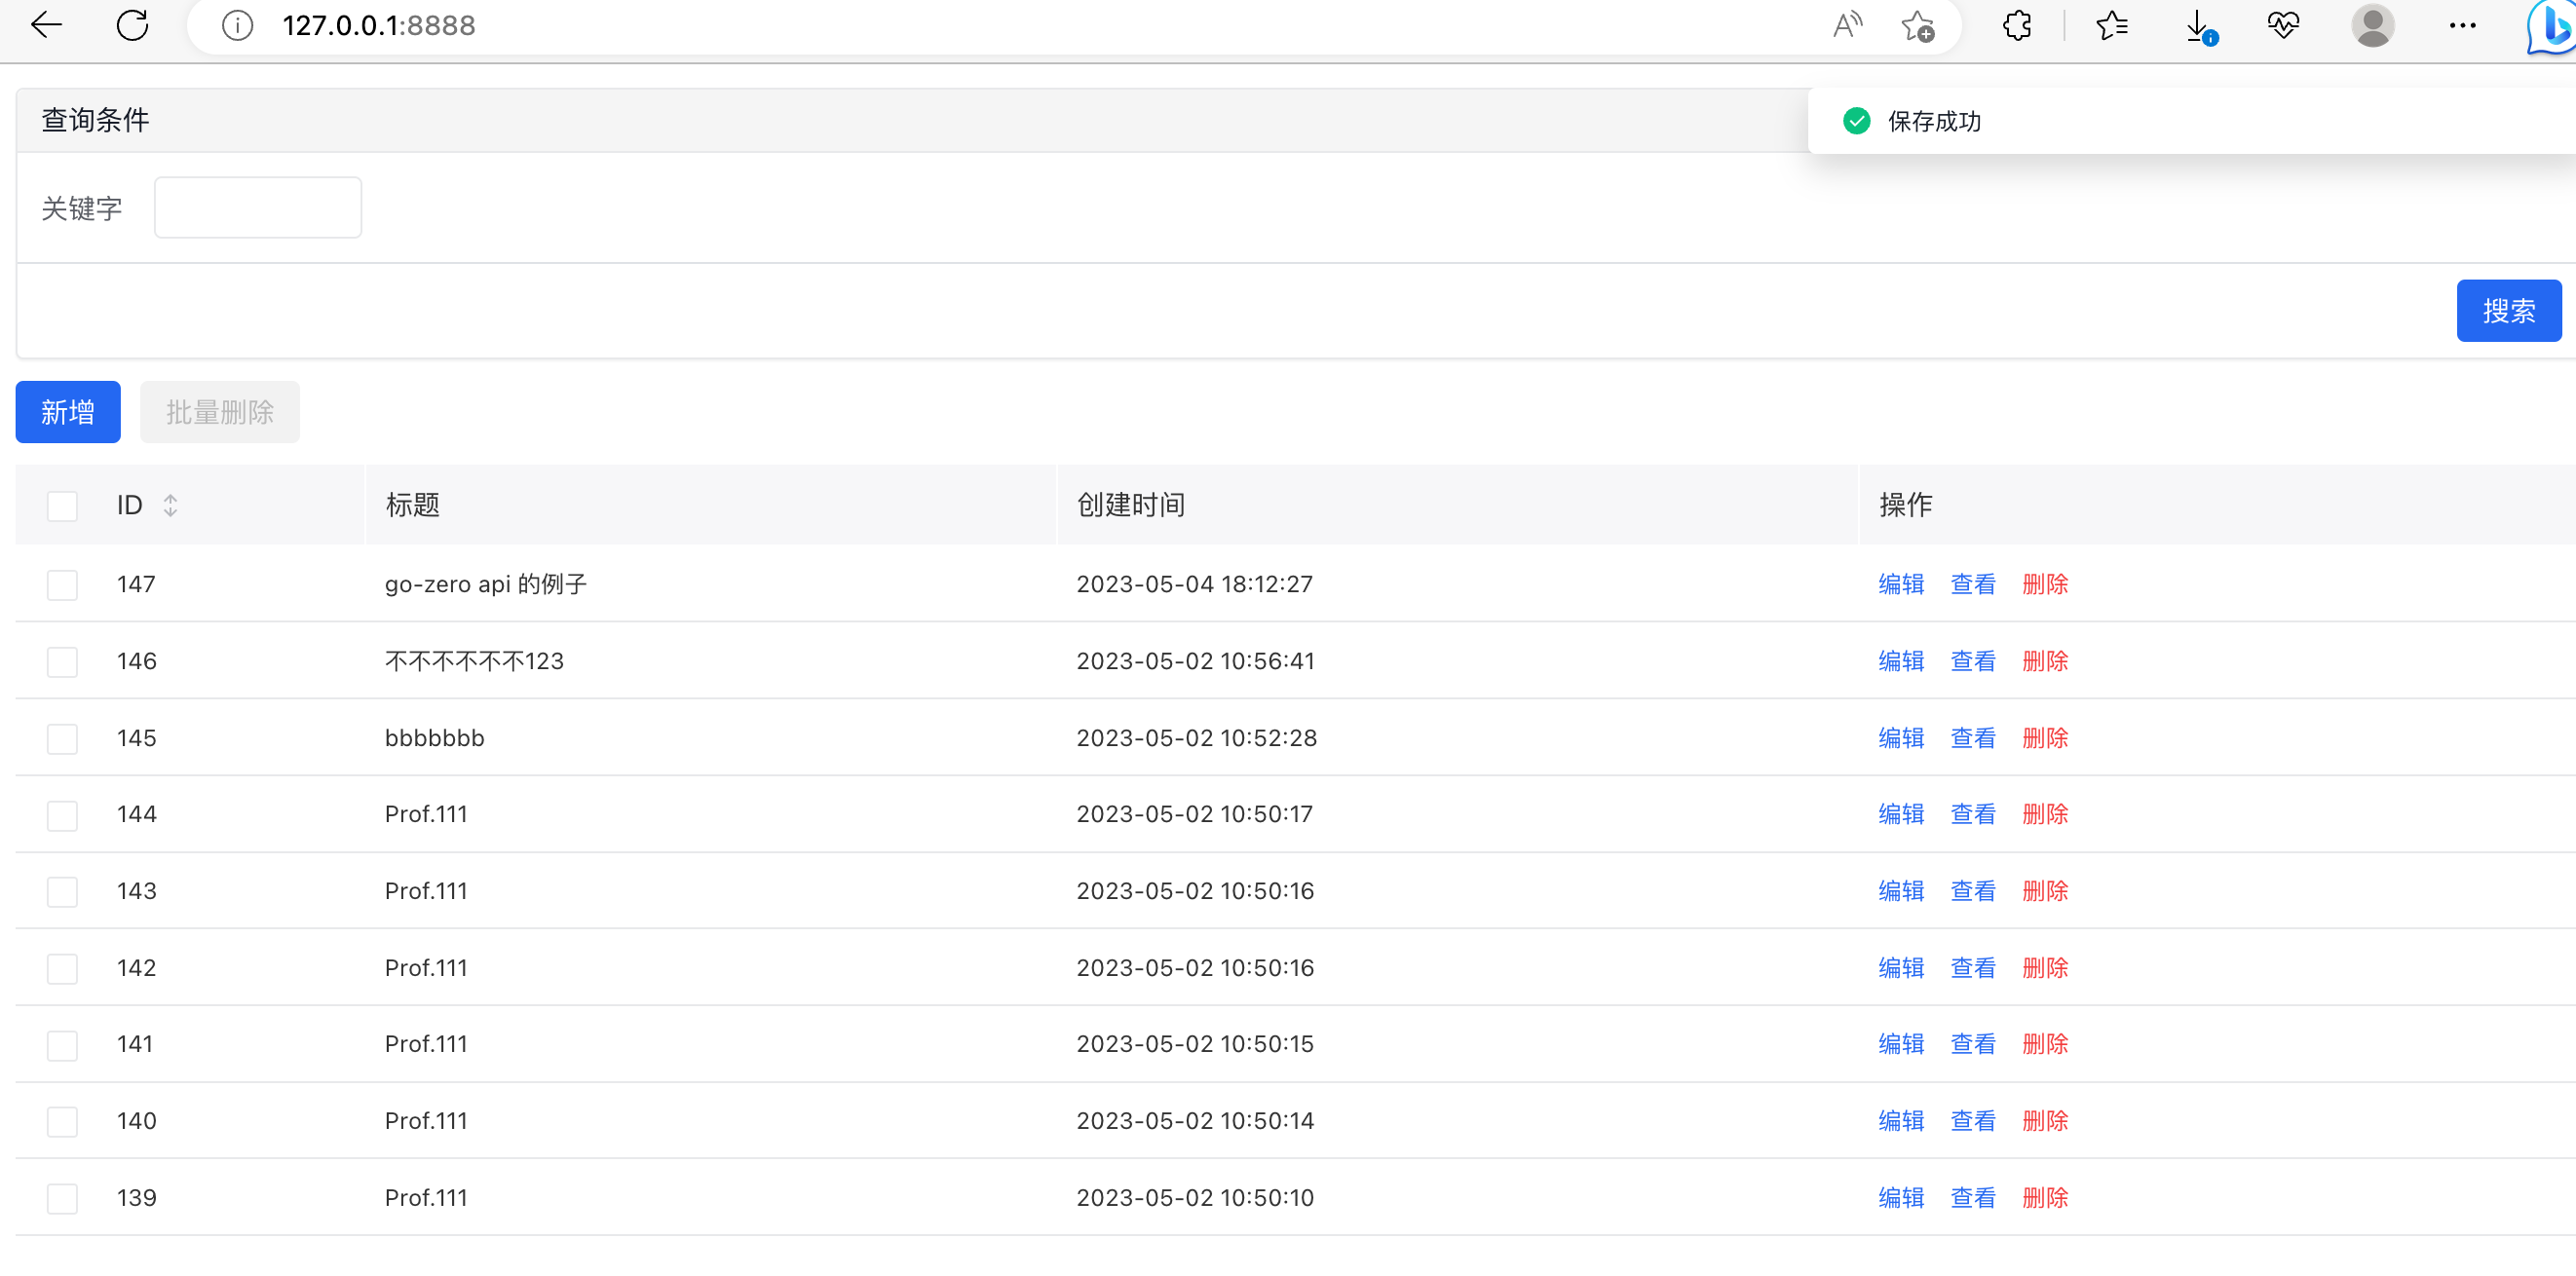 127.0.0.1:8888
查询条件
保存成功
关键字
搜索
新增 批量删除
ID 标题 创建时间 操作
147 go-zero api 的例子 2023-05-04 18:12:27 编辑 查看 删除
146 不不不不不不123 2023-05-02 10:56:41 编辑 查看 删除
145 bbbbbbb 2023-05-02 10:52:28 编辑 查看 删除
144 Prof.111 2023-05-02 10:50:17 编辑 查看 删除
143 Prof.111 2023-05-02 10:50:16 编辑 查看 删除
142 Prof.111 2023-05-02 10:50:16 编辑 查看 删除
141 Prof.111 2023-05-02 10:50:15 编辑 查看 删除
140 Prof.111 2023-05-02 10:50:14 编辑 查看 删除
139 Prof.111 2023-05-02 10:50:10 编辑 查看 删除